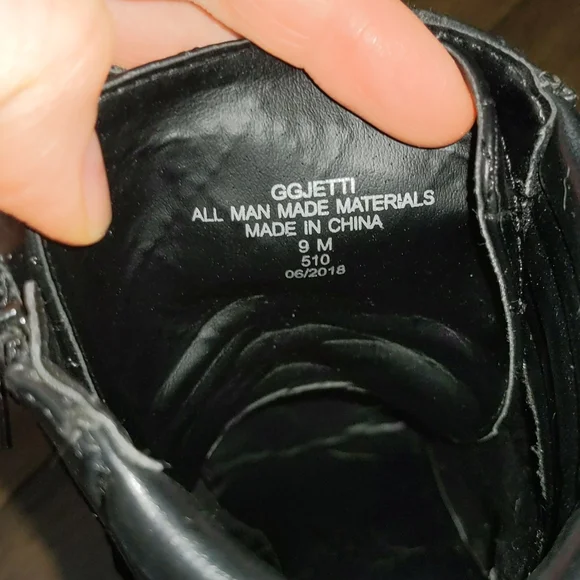 GGJETTI
ALL MAN MADE MATERIALS
MADE IN CHINA
9 M
510
06/2018